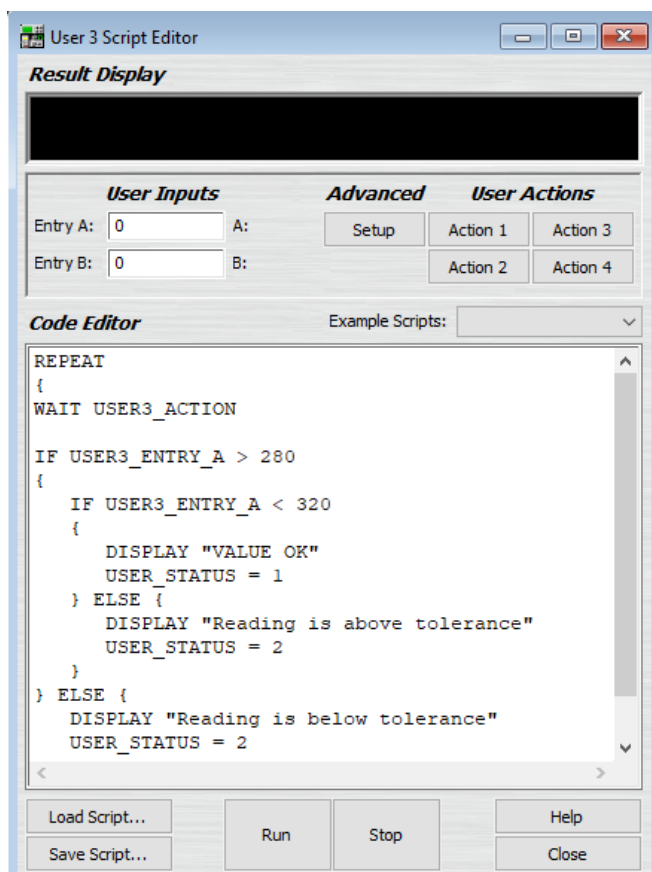 User 3 Script Editor
Result Display
User Inputs Advanced User Actions
Entry A: 0 A: Setup Action 1 Action 3
Entry B: 0 B: Action 2 Action 4
Code Editor Example Scripts:
REPEAT
{
WAIT USER3_ACTION
IF USER3_ENTRY_A > 280
{
IF USER3_ENTRY_A < 320
{
DISPLAY "VALUE OK"
USER_STATUS = 1
} ELSE {
DISPLAY "Reading is above tolerance"
USER_STATUS = 2
}
} ELSE {
DISPLAY "Reading is below tolerance"
USER_STATUS = 2
Load Script... Run Stop Help
Save Script... Close